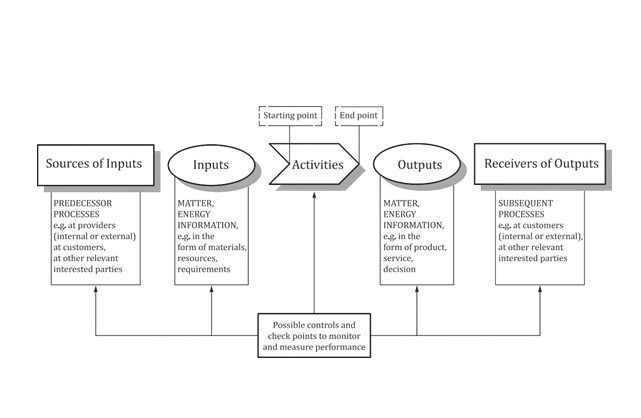 Starting point
End point
Sources of Inputs
Inputs
Activities
Outputs
Receivers of Outputs
PREDECESSOR
PROCESSES
e.g. at providers
(internal or external)
at customers,
at other relevant
interested parties
MATTER,
ENERGY
INFORMATION,
e.g. in the
form of materials,
resources,
requirements
MATTER,
ENERGY
INFORMATION,
e.g. in the
form of product,
service,
decision
SUBSEQUENT
PROCESSES
e.g. at customers
(internal or external),
at other relevant
interested parties
Possible controls and
check points to monitor
and measure performance